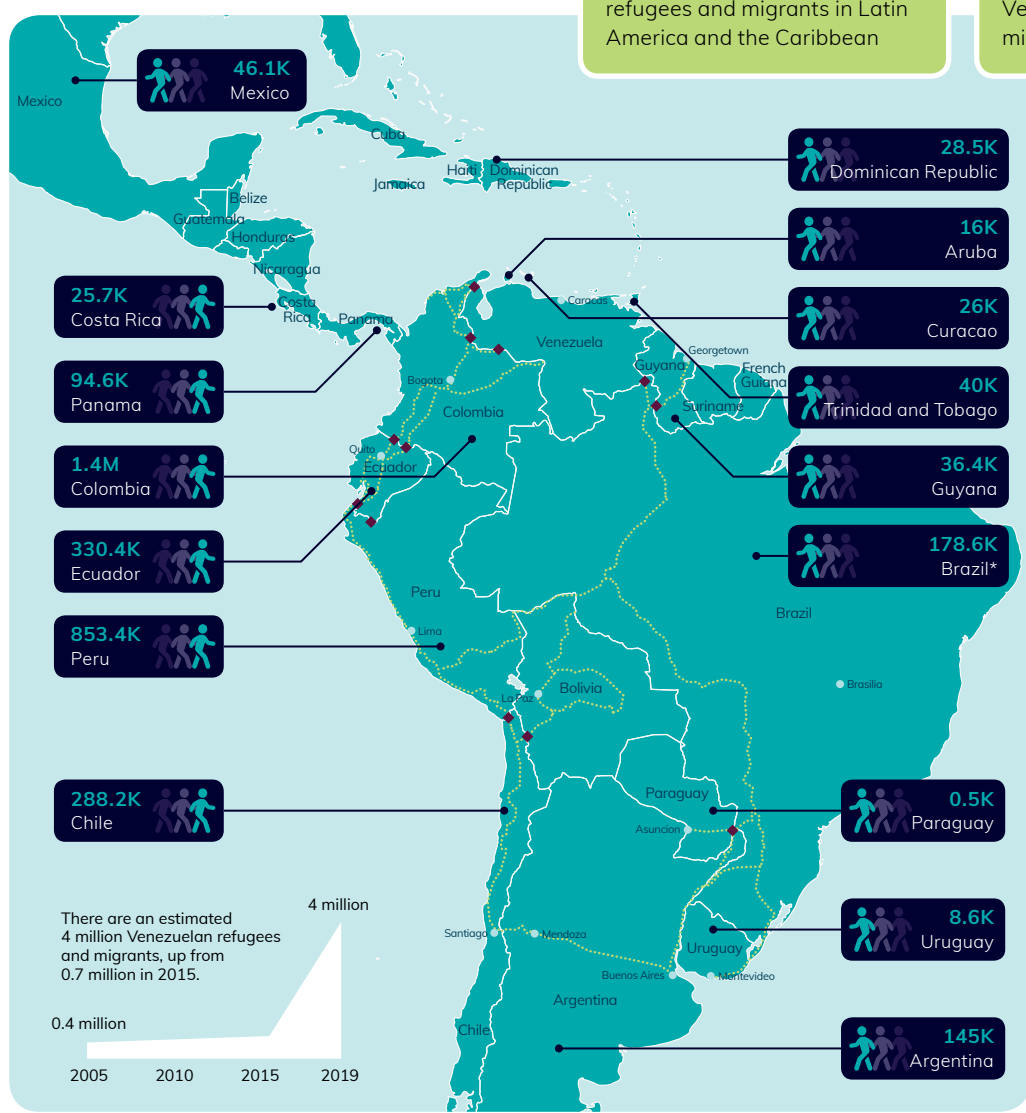 refugees and migrants in Latin
America and the Caribbean
Ve
mi
46.1K
Mexico
Mexico
Cuba
Haiti
Dominican
Republic
Jamaica
28.5K
Dominican Republic
Belize
Guatemala
Honduras
Nicaragua
Costa
Rica
Panama
16K
Aruba
25.7K
Costa Rica
Caracas
26K
Curacao
Venezuela
Georgetown
Guyana
French
Guiana
Suriname
94.6K
Panama
Bogota
Colombia
40K
Trinidad and Tobago
1.4M
Colombia
Quito
Ecuador
36.4K
Guyana
330.4K
Ecuador
178.6K
Brazil*
Peru
Brazil
853.4K
Peru
Lima
La Paz
Bolivia
Brasilia
288.2K
Chile
Paraguay
Asuncion
0.5K
Paraguay
There are an estimated
4 million Venezuelan refugees
and migrants, up from
0.7 million in 2015.
4 million
0.4 million
2005
2010
2015
2019
Santiago
Mendoza
Uruguay
8.6K
Uruguay
Buenos Aires
Montevideo
Argentina
Chile
145K
Argentina